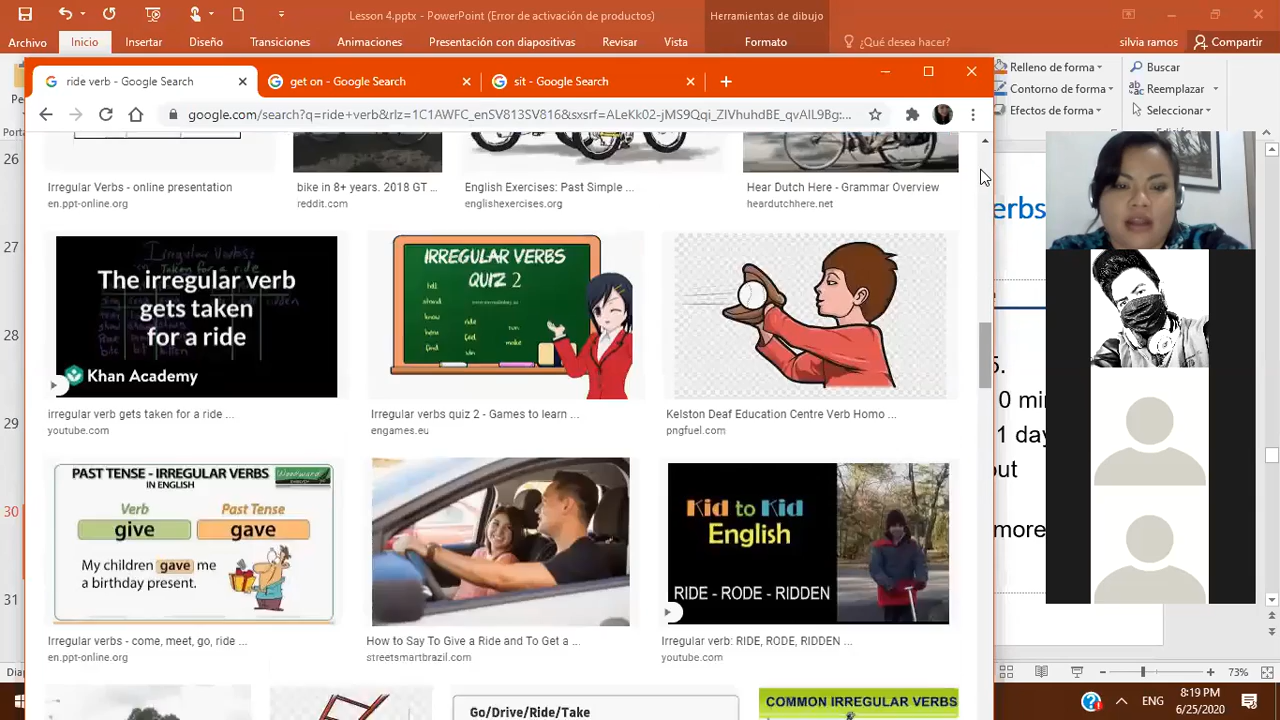 Lesson 4.pptx - PowerPoint (Error de activación de productos)
Herramientas de dibujo
silvia ramos
Archivo
Inicio
Insertar
Diseño
Transiciones
Animaciones
Presentación con diapositivas
Revisar
Vista
Formato
¿Qué desea hacer?
Compartir
ride verb - Google Search
get on - Google Search
sit - Google Search
Relleno de forma
Contorno de forma
Efectos de forma
Buscar
Reemplazar
Seleccionar
google.com/search?q=ride+verb&rlz=1C1AWFC_enSV813SV816&sxsrf=ALeKk02-jMS9Qqi_ZIVhuhdBE_qvAlL9Bg:...
26
27
28
29
30
31
Irregular Verbs - online presentation
en.ppt-online.org
bike in 8+ years. 2018 GT ...
reddit.com
English Exercises: Past Simple ...
englishexercises.org
Hear Dutch Here - Grammar Overview
heardutchhere.net
erbs
The irregular verb
gets taken
for a ride
Khan Academy
irregular verb gets taken for a ride ...
youtube.com
IRREGULAR VERBS
QUIZ 2
ride
run
feel
make
win
Irregular verbs quiz 2 - Games to learn ...
engames.eu
Kelston Deaf Education Centre Verb Homo ...
pngfuel.com
5.
0 min
1 day
out
more
PAST TENSE - IRREGULAR VERBS
IN ENGLISH
Woodward
Verb
Past Tense
give
gave
My children gave me
a birthday present.
Irregular verbs - come, meet, go, ride ...
en.ppt-online.org
How to Say To Give a Ride and To Get a ...
streetsmartbrazil.com
Kid to Kid
English
RIDE - RODE - RIDDEN
Irregular verb: RIDE, RODE, RIDDEN ...
youtube.com
Go/Drive/Ride/Take
COMMON IRREGULAR VERBS
73%
ENG
8:19 PM
6/25/2020